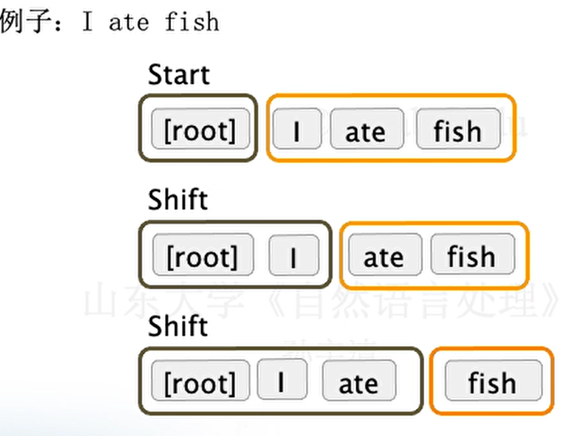 例子: I ate fish
Start
[root] I ate fish
Shift
[root] I ate fish
山东大学《自然语言处理》
Shift
[root] I ate fish